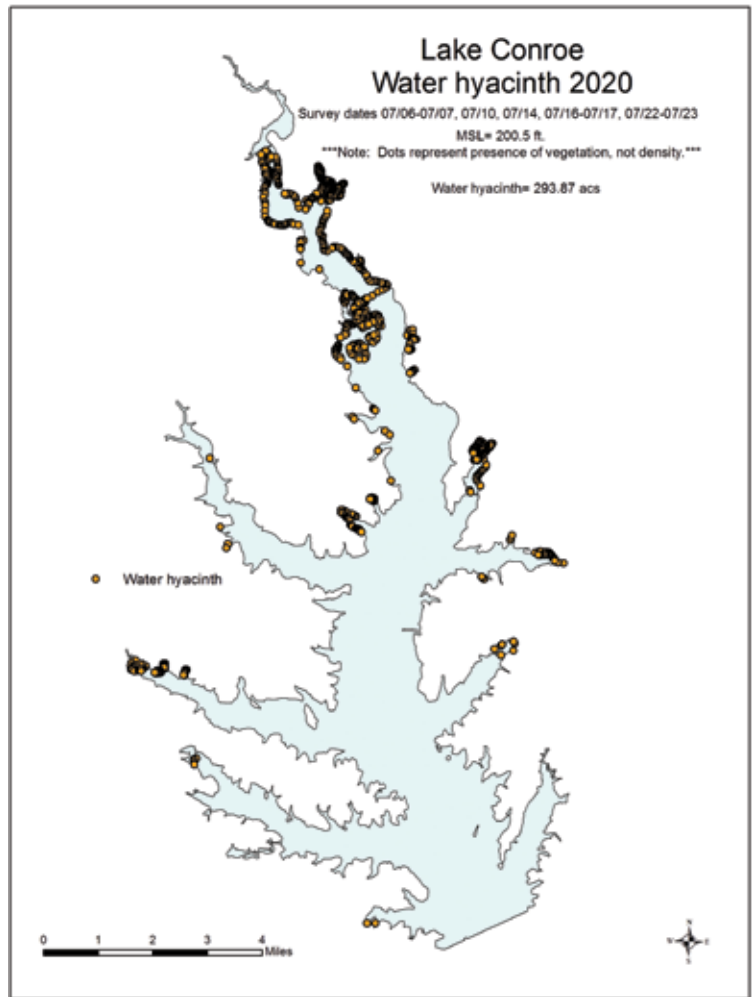 Lake Conroe
Water hyacinth 2020
Survey dates 07/06-07/07, 07/10, 07/14, 07/16-07/17, 07/22-07/23
MSL= 200.5 ft.
***Note: Dots represent presence of vegetation, not density.***
Water hyacinth= 293.87 acs
Water hyacinth
0 1 2 3 4
Miles
N
W E
S